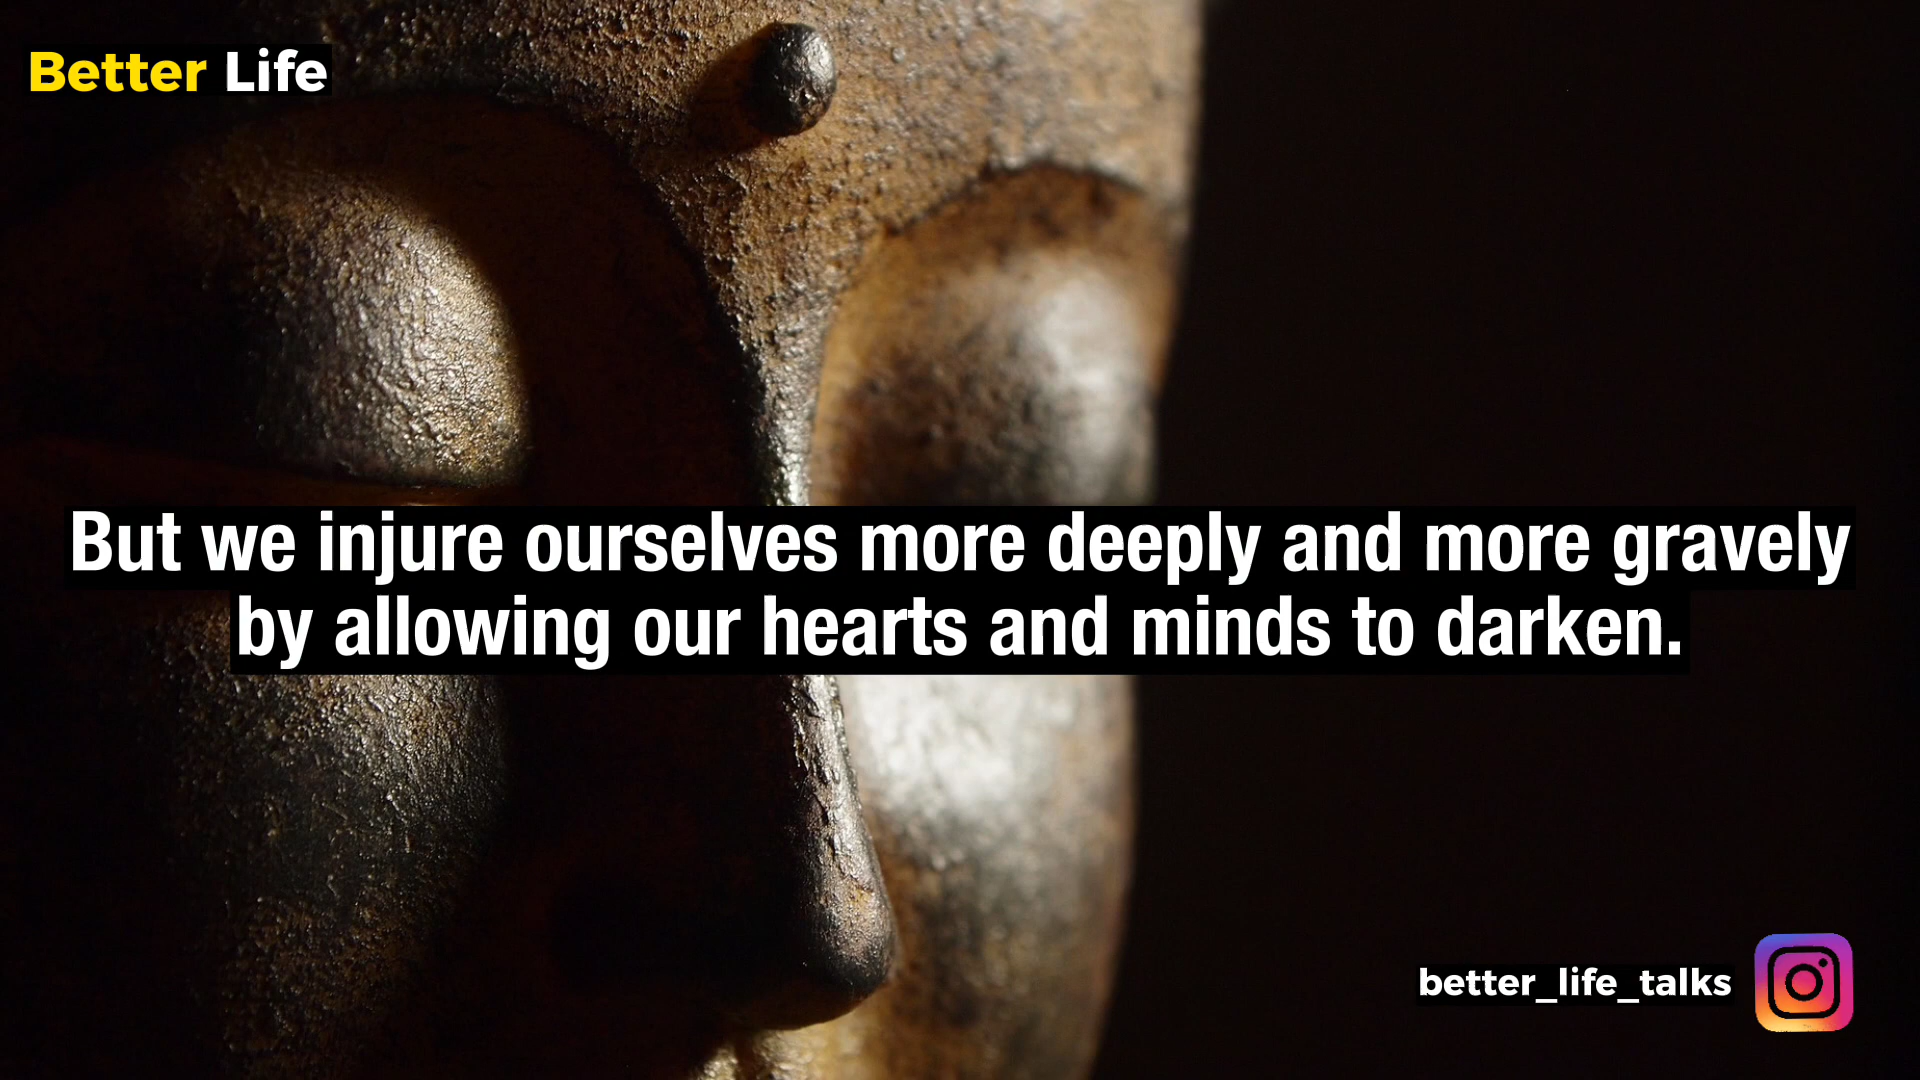 Better Life
But we injure ourselves more deeply and more gravely
by allowing our hearts and minds to darken.
better_life_talks